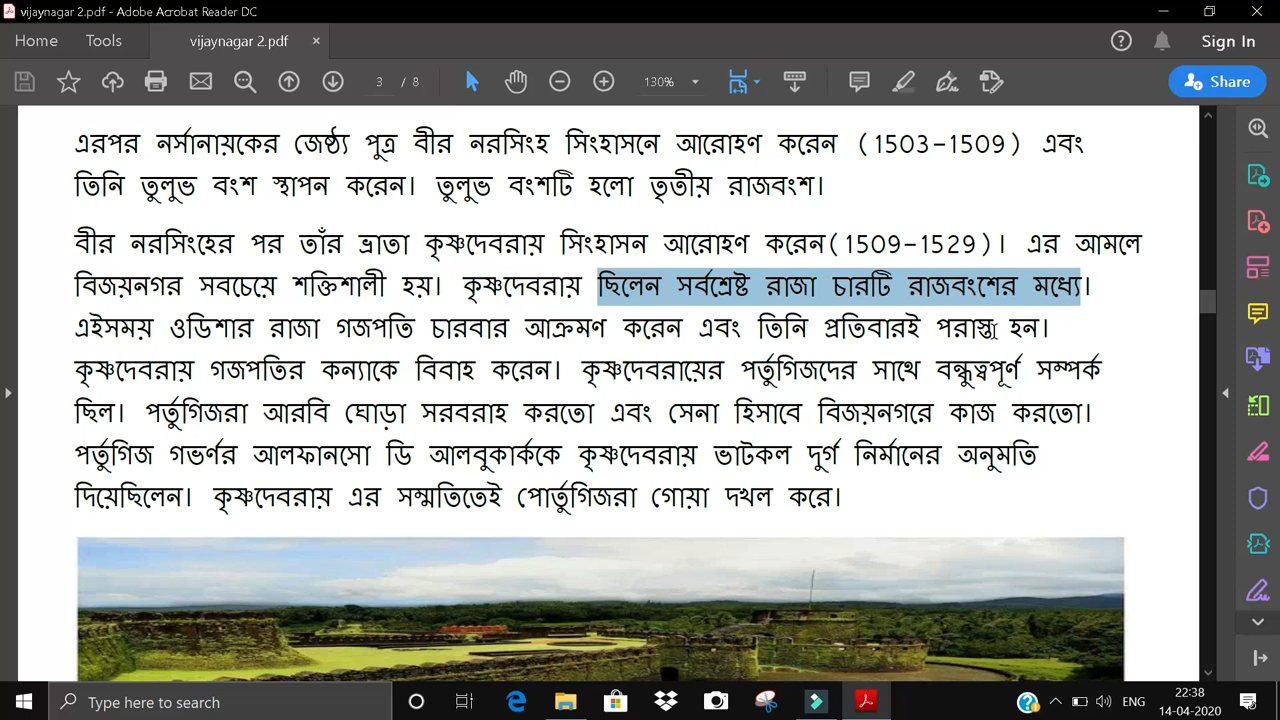 vijaynagar 2.pdf - Adobe Acrobat Reader DC
Home Tools vijaynagar 2.pdf × Sign In
3 / 8 130% Share
এরপর নর্সানায়কের জেষ্ঠ্য পুত্র বীর নরসিংহ সিংহাসনে আরোহণ করেন (1503-1509) এবং
তিনি তুলুভ বংশ স্থাপন করেন। তুলুভ বংশটি হলো তৃতীয় রাজবংশ।
বীর নরসিংহের পর তাঁর ভ্রাতা কৃষ্ণদেবরায় সিংহাসন আরোহণ করেন(1509-1529)। এর আমলে
বিজয়নগর সবচেয়ে শক্তিশালী হয়। কৃষ্ণদেবরায় ছিলেন সর্বশ্রেষ্ট রাজা চারটি রাজবংশের মধ্যে।
এইসময় ওডিশার রাজা গজপতি চারবার আক্রমণ করেন এবং তিনি প্রতিবারই পরাস্ত হন।
কৃষ্ণদেবরায় গজপতির কন্যাকে বিবাহ করেন। কৃষ্ণদেবরায়ের পর্তুগিজদের সাথে বন্ধুত্বপূর্ণ সম্পর্ক
ছিল। পর্তুগিজরা আরবি ঘোড়া সরবরাহ করতো এবং সেনা হিসাবে বিজয়নগরে কাজ করতো।
পর্তুগিজ গভর্ণর আলফানসো ডি আলবুকার্ককে কৃষ্ণদেবরায় ভাটকল দুর্গ নির্মানের অনুমতি
দিয়েছিলেন। কৃষ্ণদেবরায় এর সম্মতিতেই পোর্তুগিজরা গোয়া দখল করে।
Type here to search ENG 22:38
14-04-2020